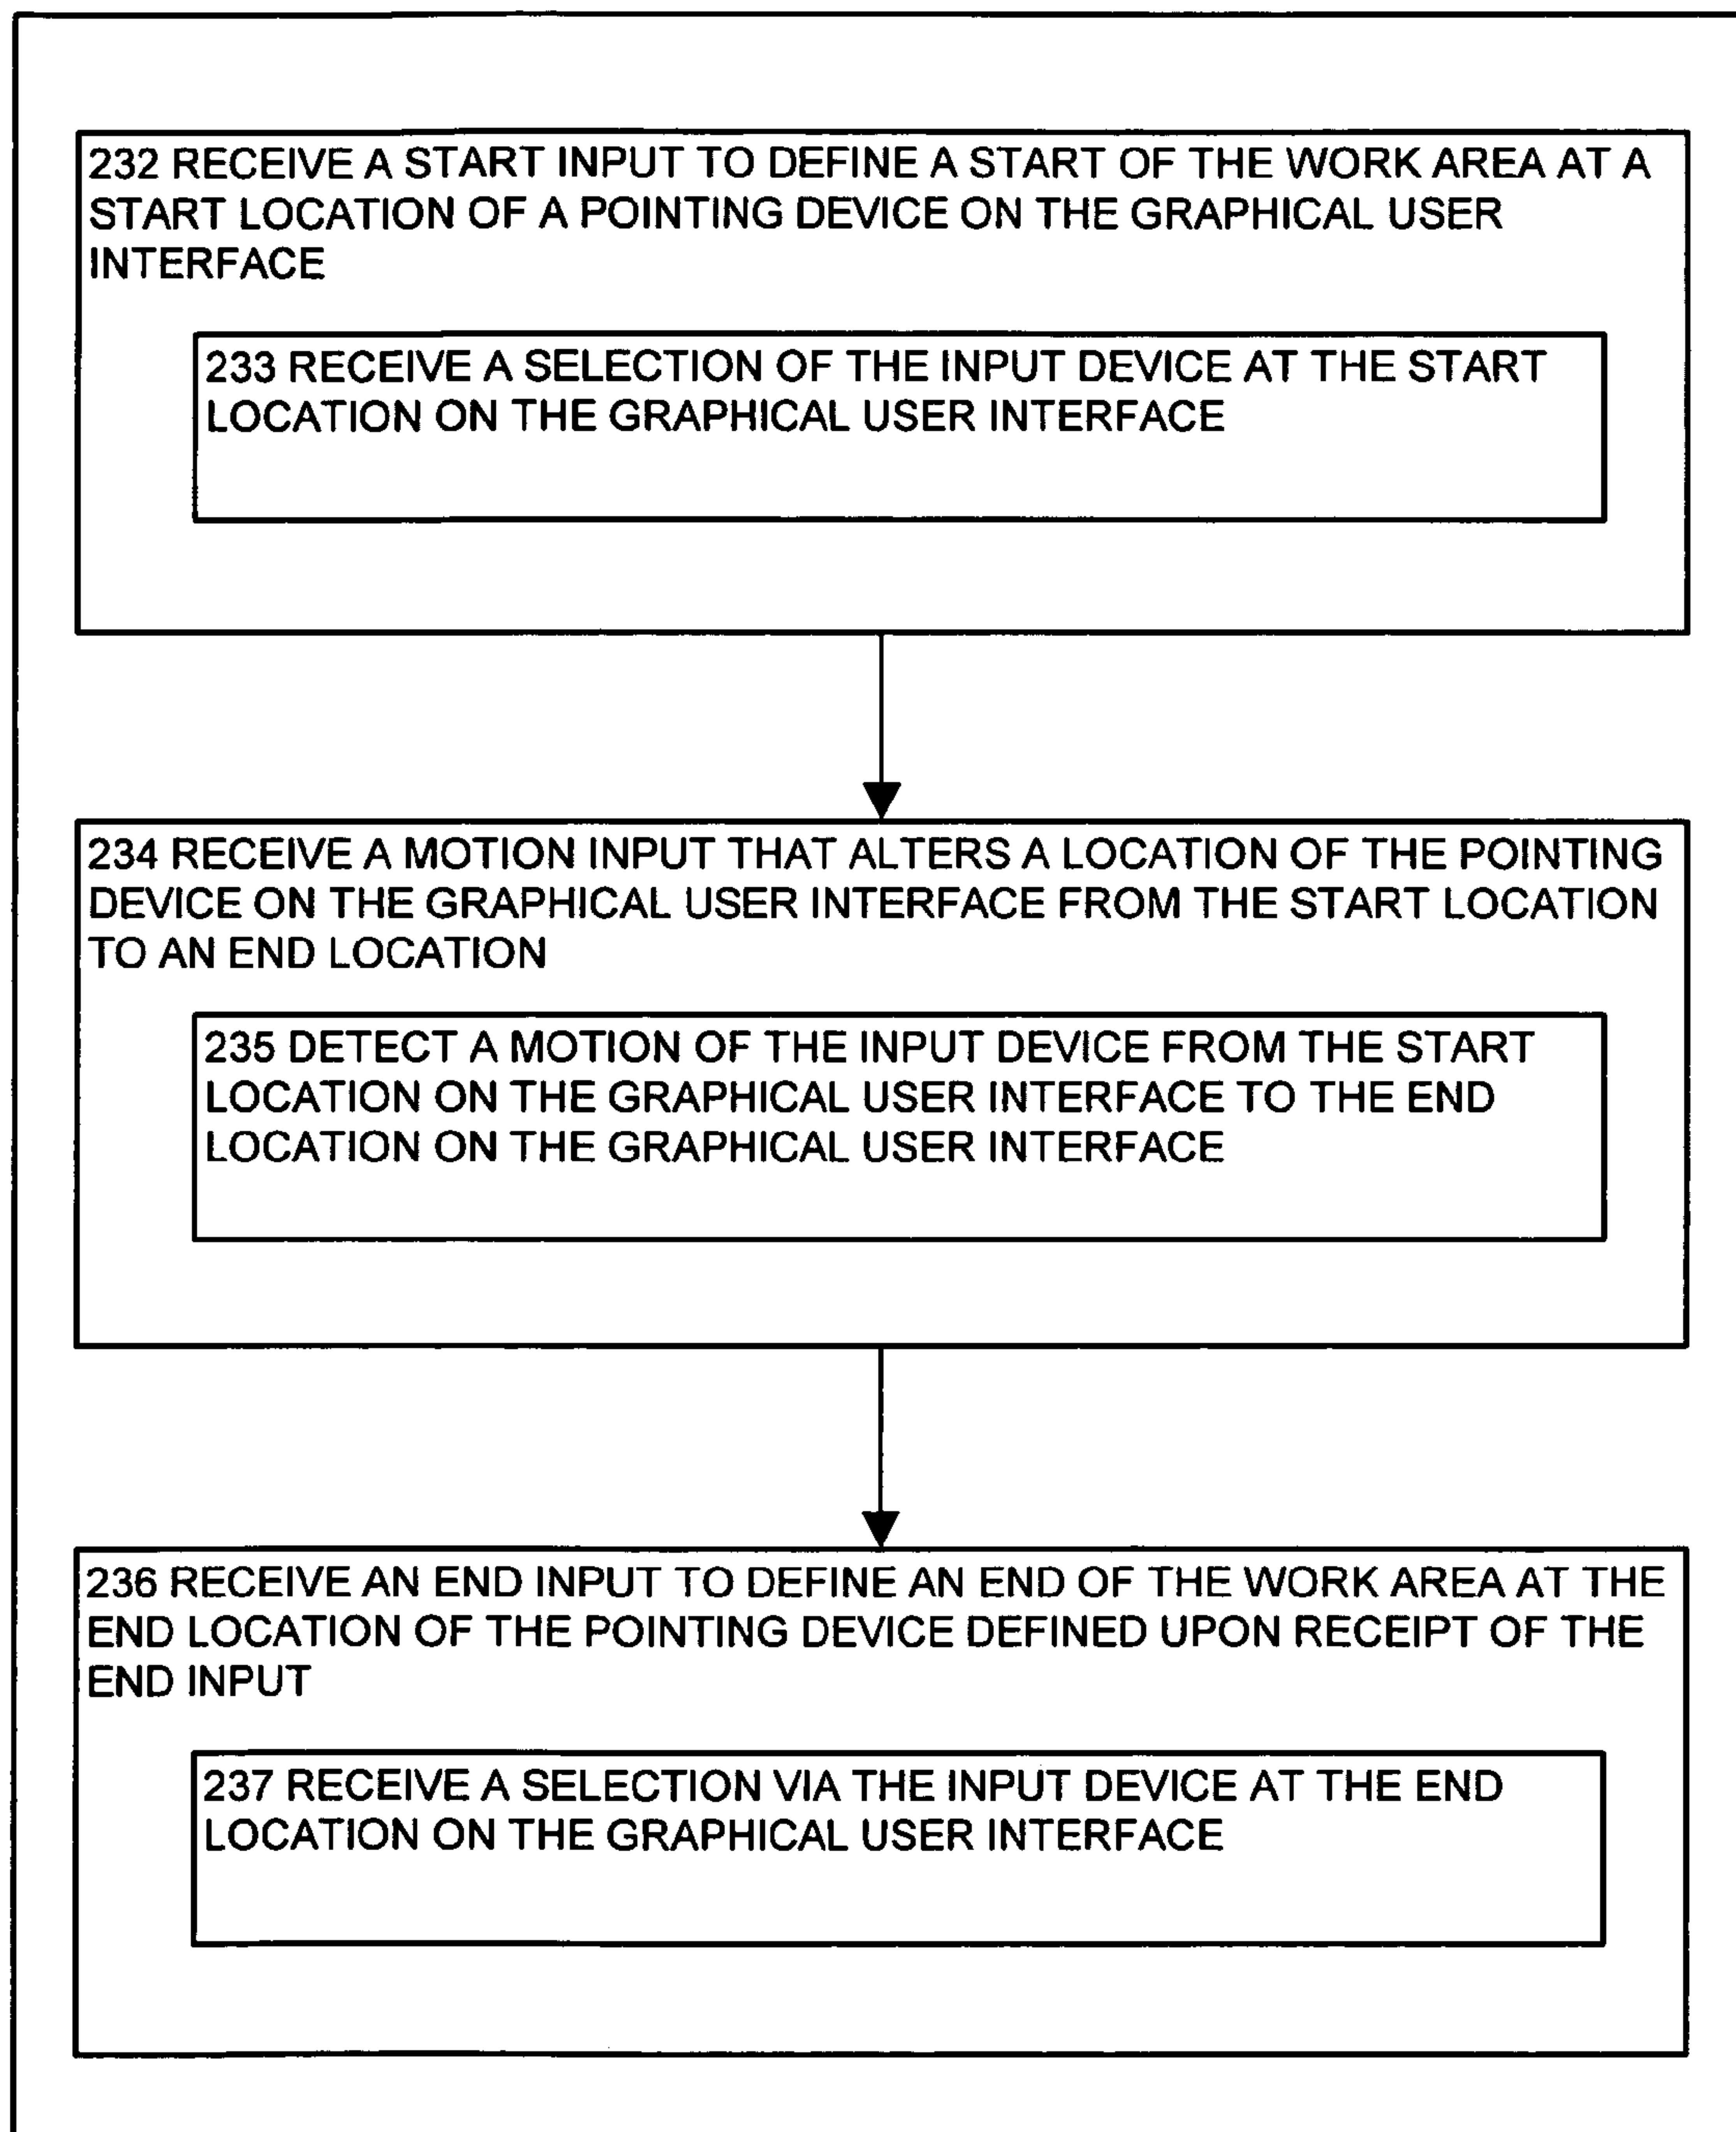 232 RECEIVE A START INPUT TO DEFINE A START OF THE WORK AREA AT A
START LOCATION OF A POINTING DEVICE ON THE GRAPHICAL USER
INTERFACE
233 RECEIVE A SELECTION OF THE INPUT DEVICE AT THE START
LOCATION ON THE GRAPHICAL USER INTERFACE
234 RECEIVE A MOTION INPUT THAT ALTERS A LOCATION OF THE POINTING
DEVICE ON THE GRAPHICAL USER INTERFACE FROM THE START LOCATION
TO AN END LOCATION
235 DETECT A MOTION OF THE INPUT DEVICE FROM THE START
LOCATION ON THE GRAPHICAL USER INTERFACE TO THE END
LOCATION ON THE GRAPHICAL USER INTERFACE
236 RECEIVE AN END INPUT TO DEFINE AN END OF THE WORK AREA AT THE
END LOCATION OF THE POINTING DEVICE DEFINED UPON RECEIPT OF THE
END INPUT
237 RECEIVE A SELECTION VIA THE INPUT DEVICE AT THE END
LOCATION ON THE GRAPHICAL USER INTERFACE